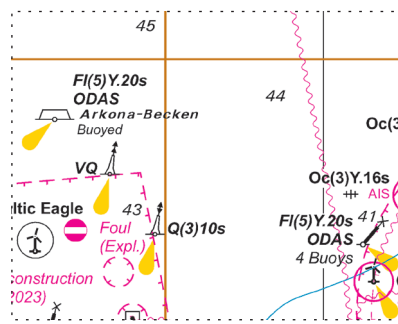 45
Fl(5)Y.20s
ODAS
Arkona-Becken
Buoyed
44
Oc(3
VQ
Oc(3)Y.16s
AIS
ltic Eagle
43
Foul
(Expl.)
Q(3)10s
Fl(5)Y.20s
41
ODAS
4 Buoys
onstruction
2023)